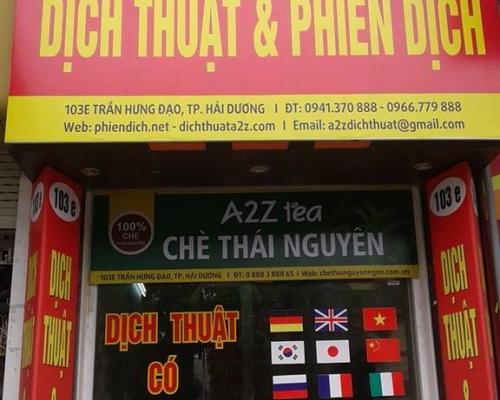 DỊCH THUẬT & PHIÊN DỊCH
103E TRẦN HƯNG ĐẠO, TP. HẢI DƯƠNG I ĐT: 0941.370 888 - 0966.779 888
Web: phiendich.net - dichthuata2z.com I Email: a2zdichthuat@gmail.com
103 e
103 e
A2Z tea
100%
CHÈ
THÁI NGUYÊN
CHÈ THÁI NGUYÊN
103E TRẦN HƯNG ĐẠO, TP. HẢI DƯƠNG I ĐT: 0 888 3 888 65 I Web: chethainguyenngon.com.vn
DỊCH THUẬT
CÓ
DỊCH
THUẬT
&
DỊCH
THUẬT
&